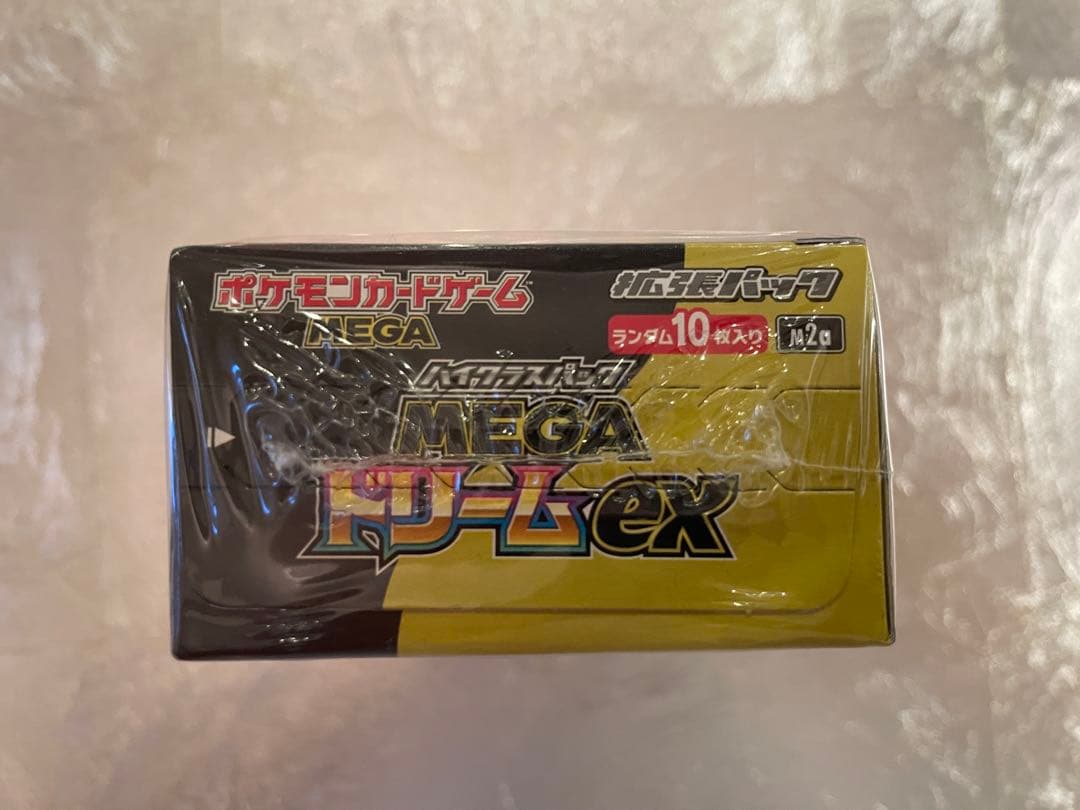 ポケモンカードゲーム
MEGA
拡張パック
ランダム10枚入り
M2a
ハイクラスパック
MEGA
ドリームex